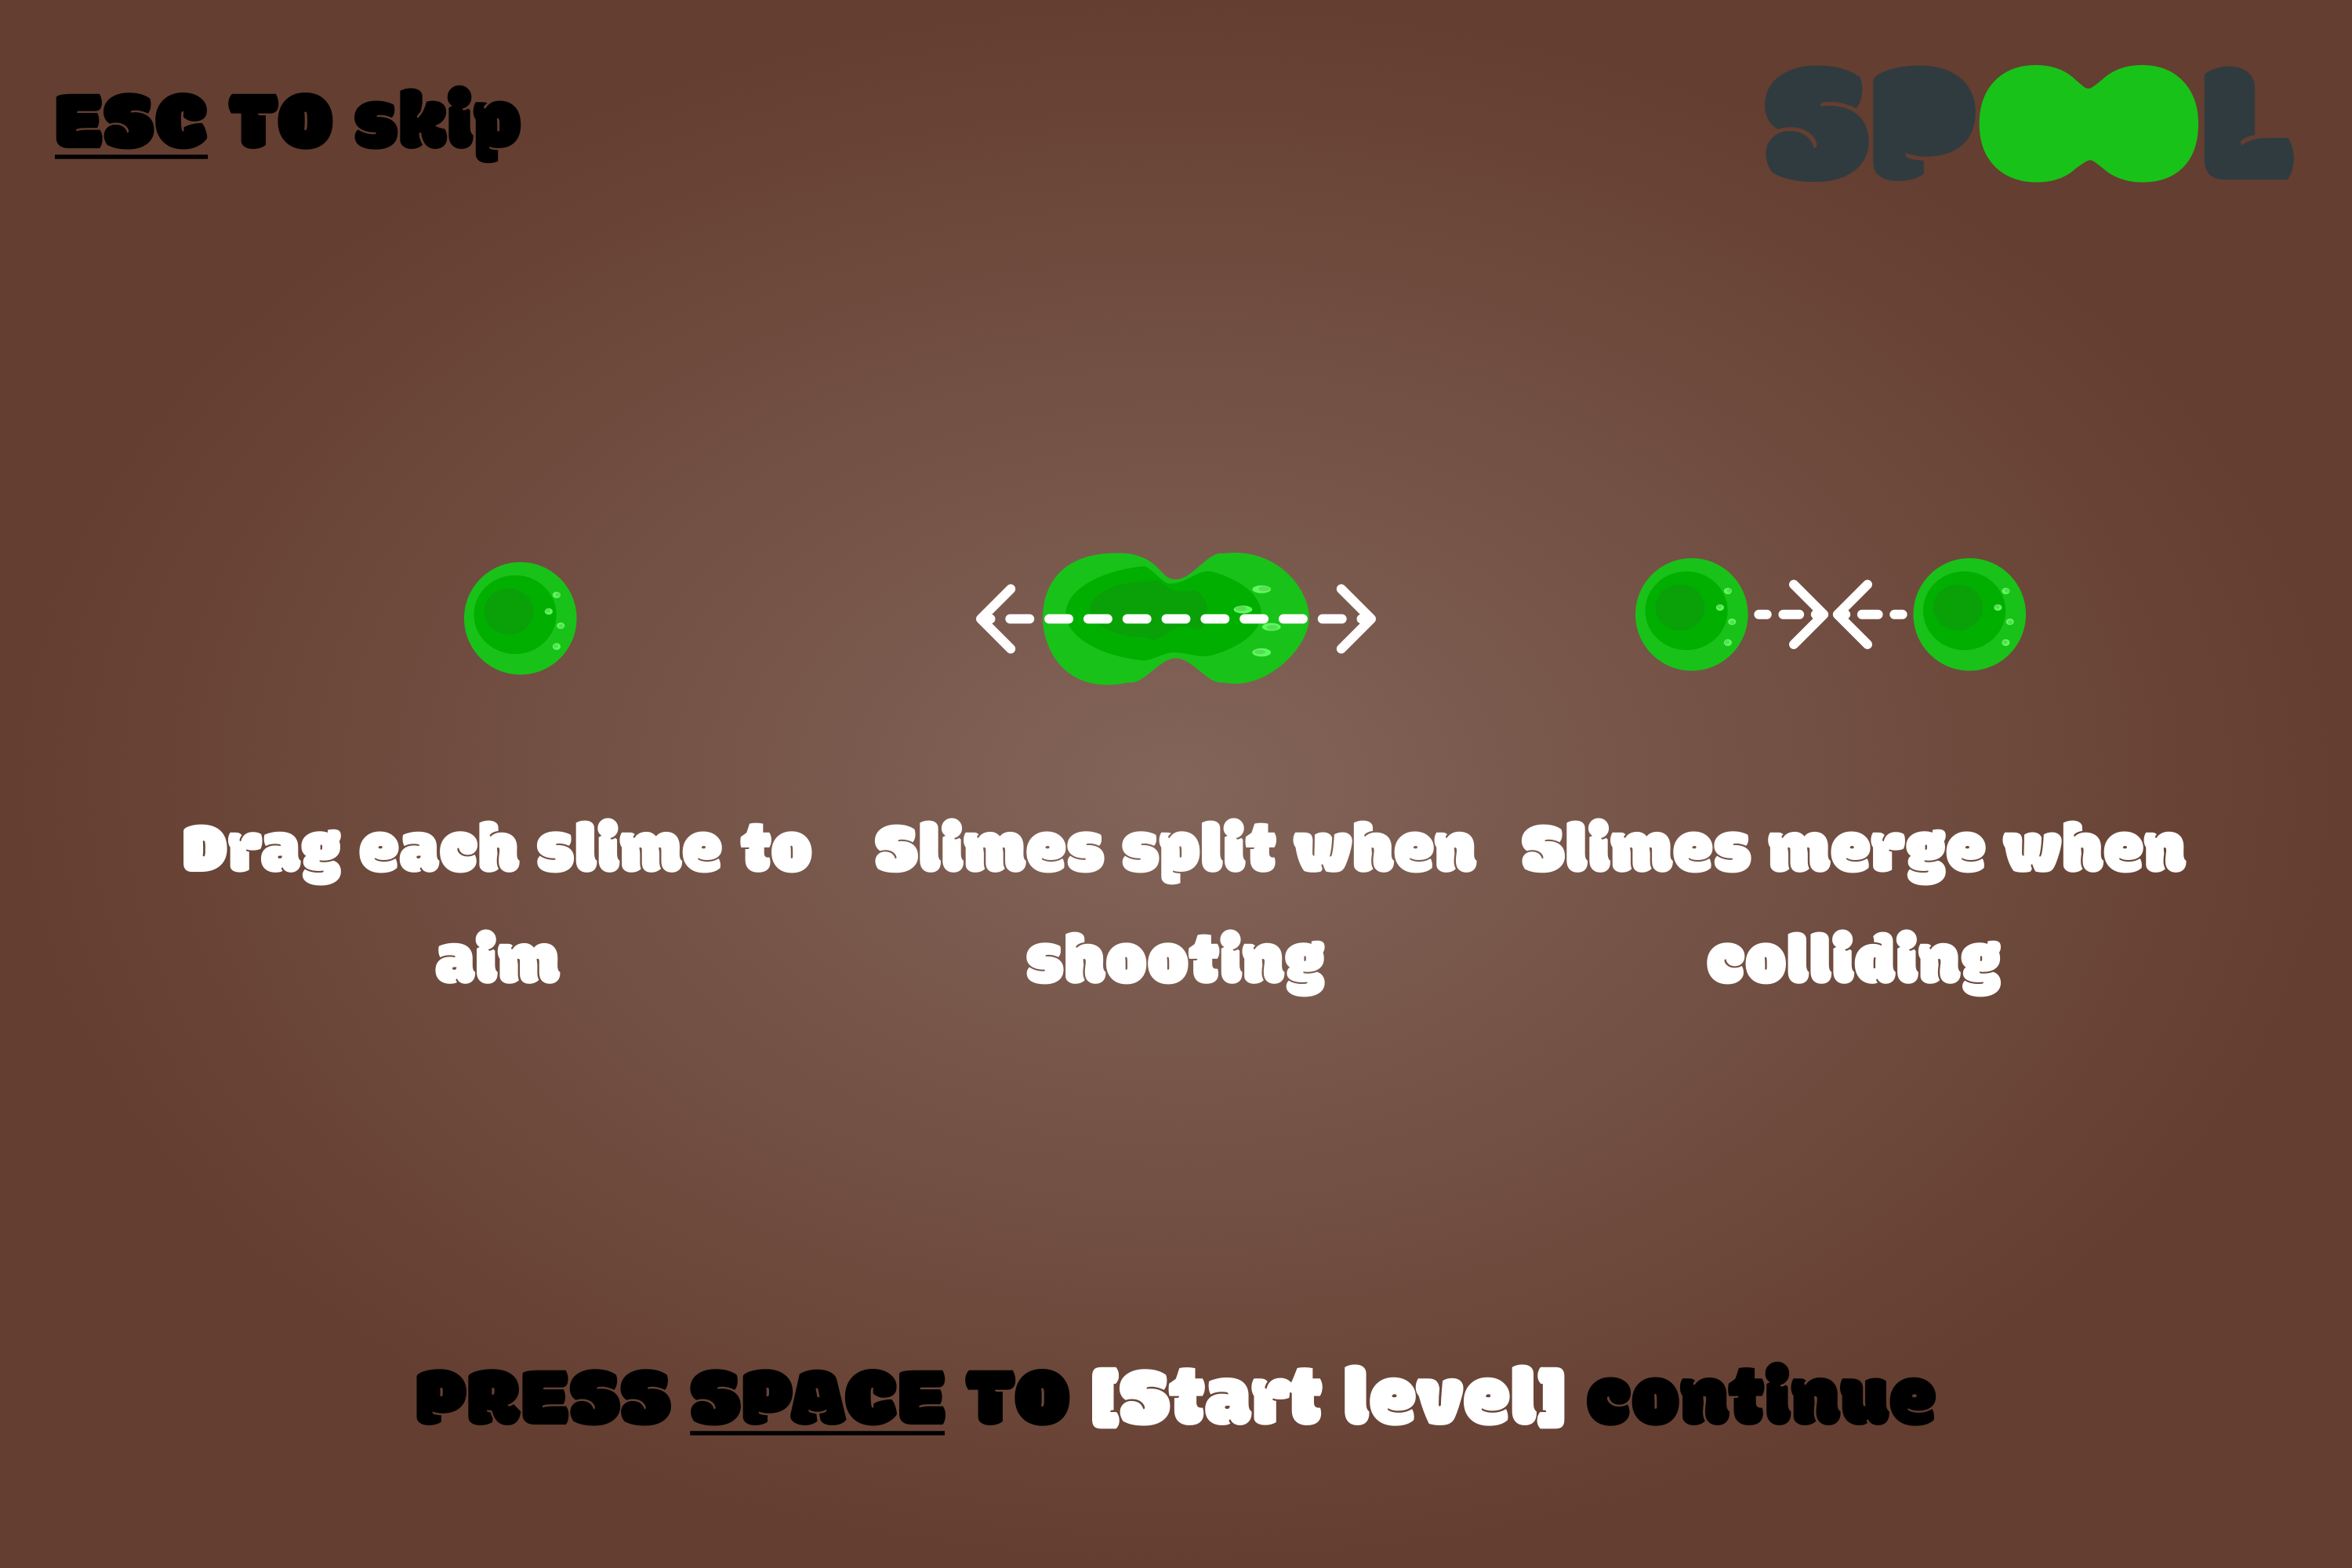 ESC TO skip
SPOOL
Drag each slime to
aim
Slimes split when
shooting
Slimes merge when
colliding
PRESS SPACE TO [Start level] continue